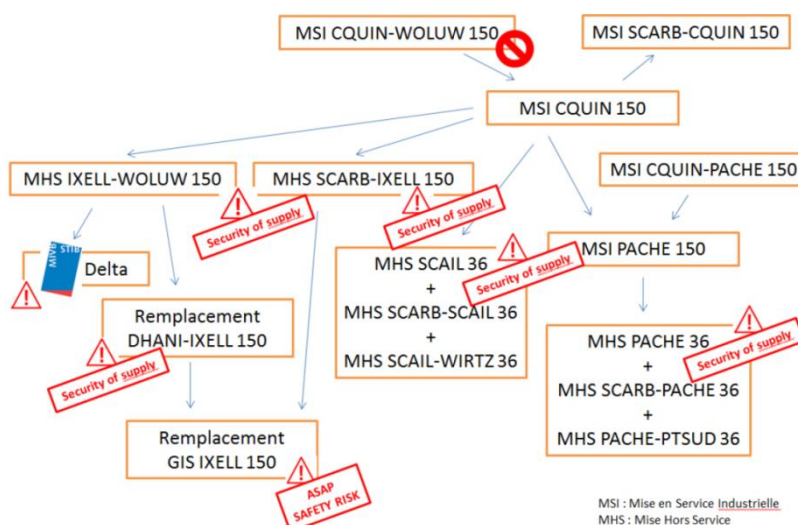 MSI CQUIN-WOLUW 150
MSI SCARB-CQUIN 150
MSI CQUIN 150
MHS IXELL-WOLUW 150
MHS SCARB-IXELL 150
MSI CQUIN-PACHE 150
Security of supply
Security of supply
MIVB STIB
Delta
MHS SCAIL 36
+
MHS SCARB-SCAIL 36
+
MHS SCAIL-WIRTZ 36
Security of supply
MSI PACHE 150
Remplacement
DHANI-IXELL 150
Security of supply
MHS PACHE 36
+
MHS SCARB-PACHE 36
+
MHS PACHE-PTSUD 36
Security of supply
Remplacement
GIS IXELL 150
ASAP
SAFETY RISK
MSI : Mise en Service Industrielle
MHS : Mise Hors Service